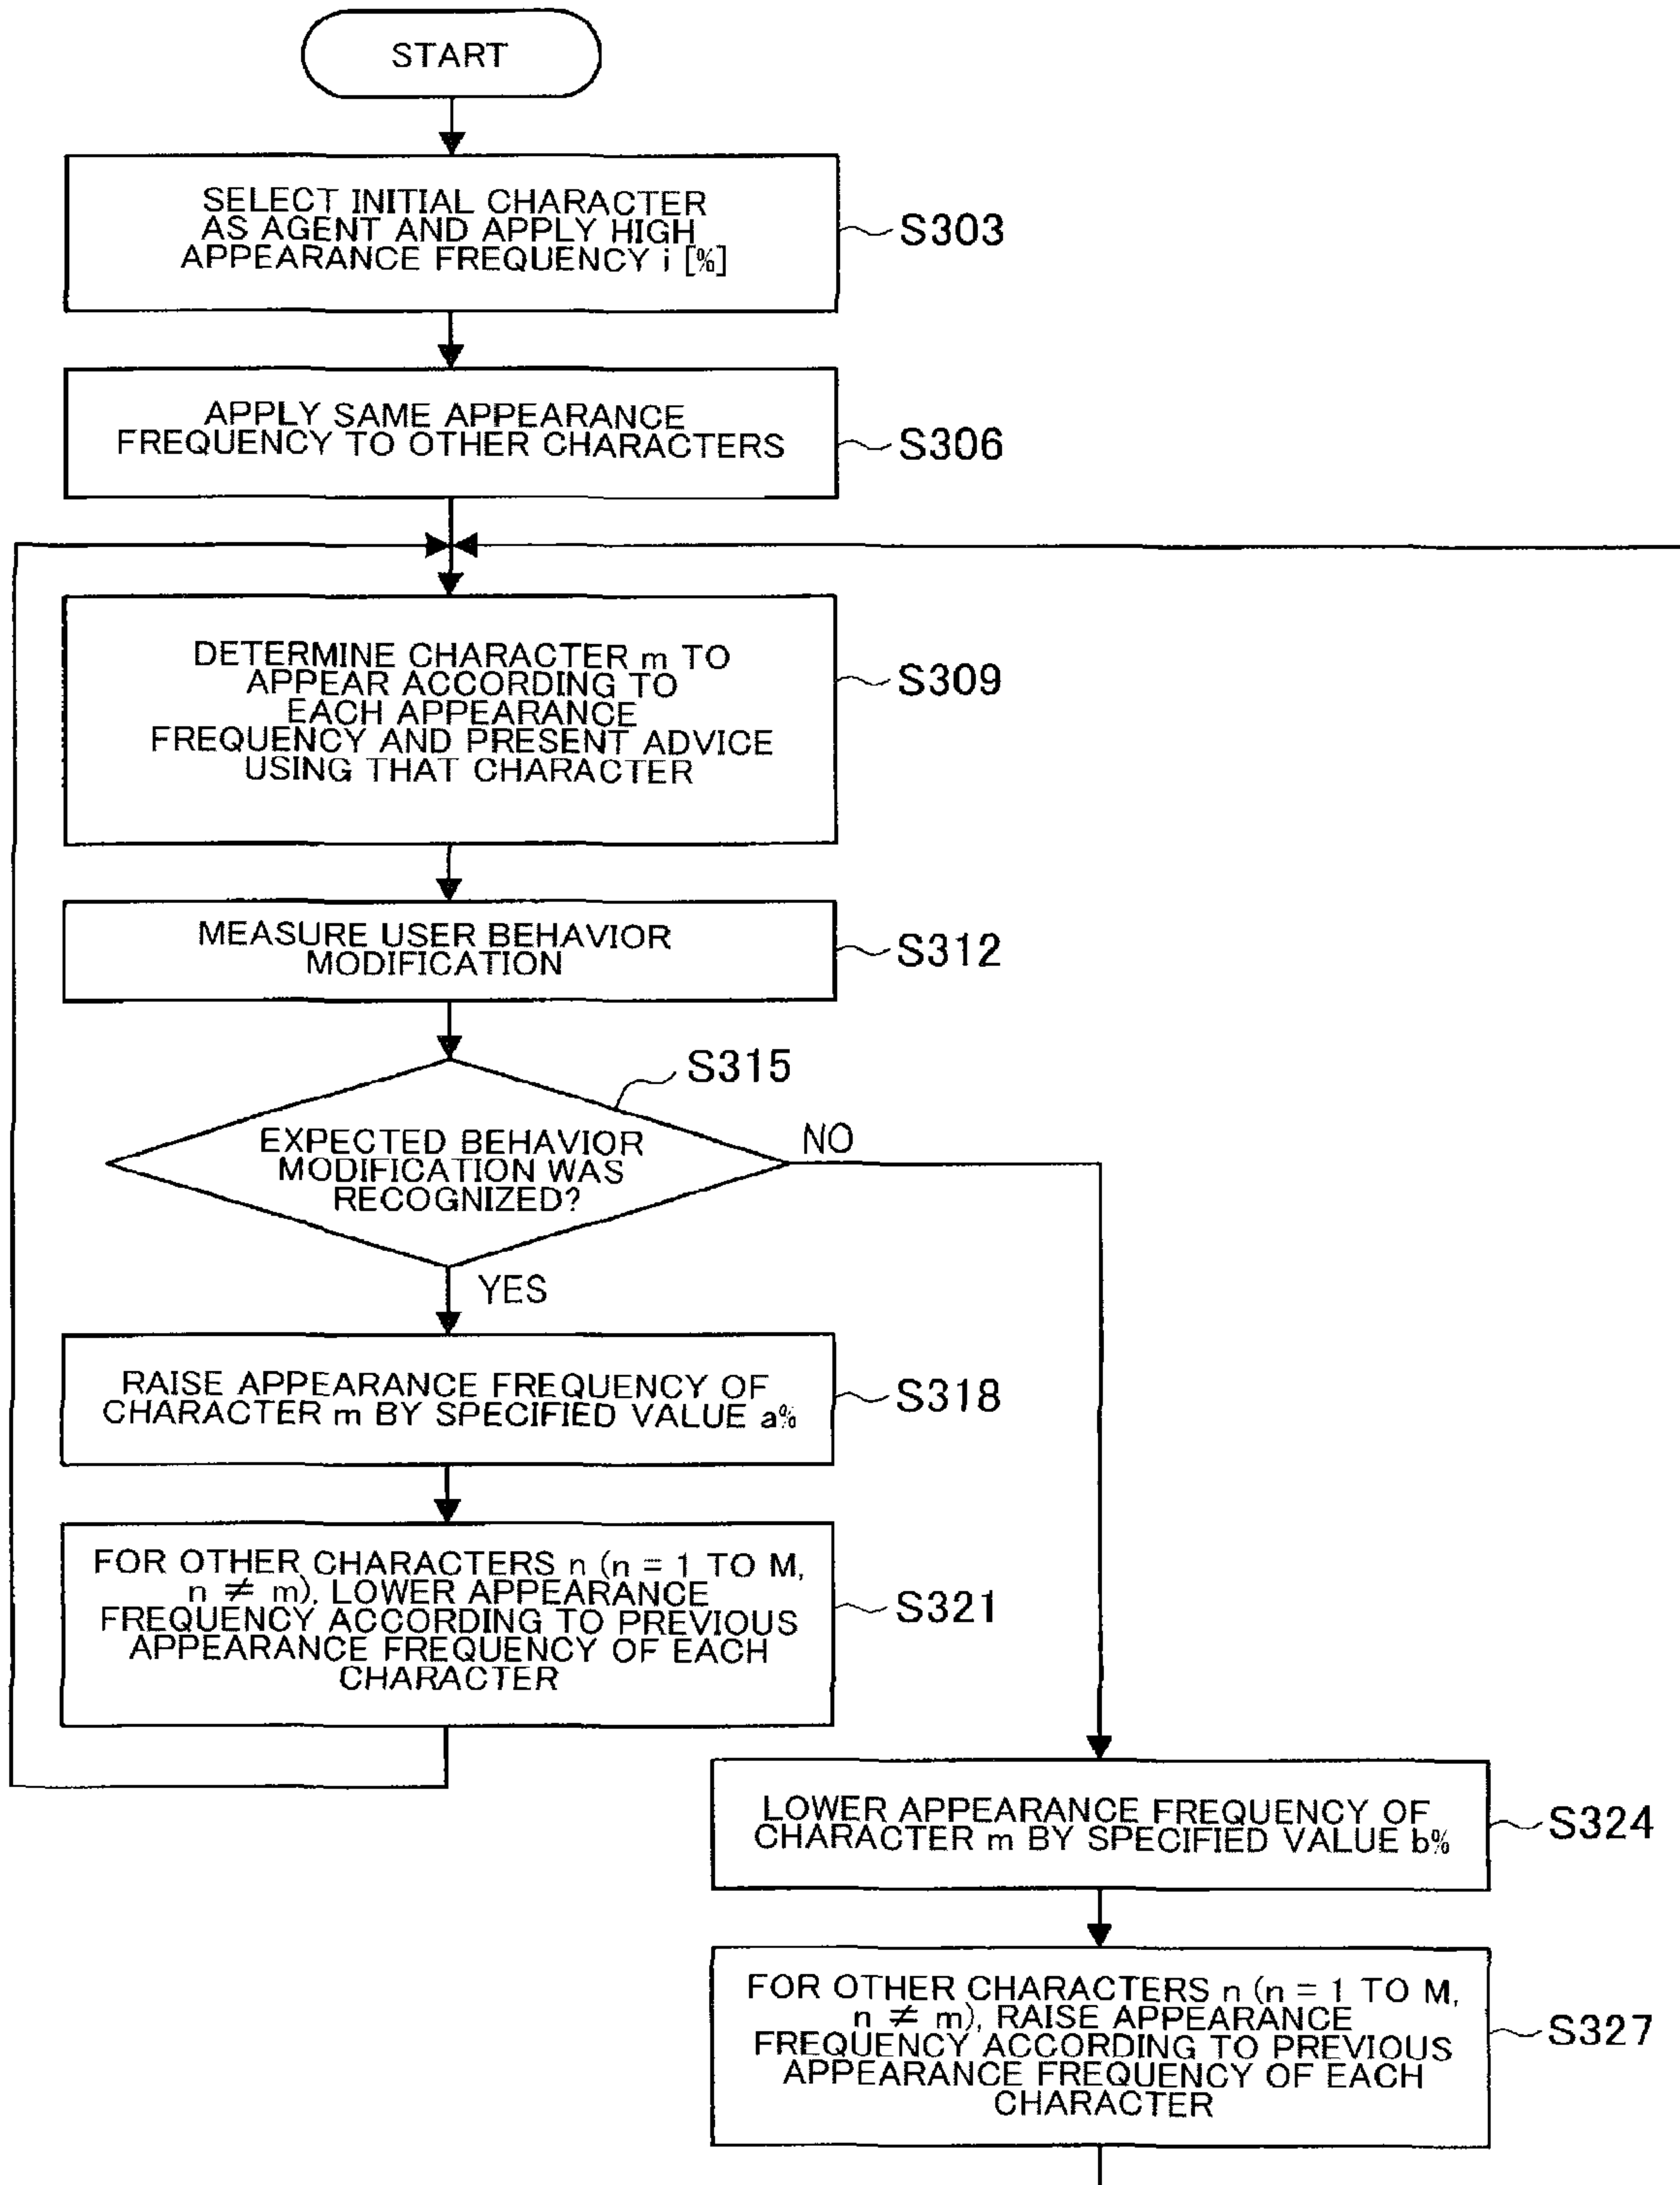 START
SELECT INITIAL CHARACTER
AS AGENT AND APPLY HIGH
APPEARANCE FREQUENCY i [%]
S303
APPLY SAME APPEARANCE
FREQUENCY TO OTHER CHARACTERS
S306
DETERMINE CHARACTER m TO
APPEAR ACCORDING TO
EACH APPEARANCE
FREQUENCY AND PRESENT ADVICE
USING THAT CHARACTER
S309
MEASURE USER BEHAVIOR
MODIFICATION
S312
S315
EXPECTED BEHAVIOR
MODIFICATION WAS
RECOGNIZED?
NO
YES
RAISE APPEARANCE FREQUENCY OF
CHARACTER m BY SPECIFIED VALUE a%
S318
FOR OTHER CHARACTERS n (n = 1 TO M,
n ≠ m), LOWER APPEARANCE
FREQUENCY ACCORDING TO PREVIOUS
APPEARANCE FREQUENCY OF EACH
CHARACTER
S321
LOWER APPEARANCE FREQUENCY OF
CHARACTER m BY SPECIFIED VALUE b%
S324
FOR OTHER CHARACTERS n (n = 1 TO M,
n ≠ m), RAISE APPEARANCE
FREQUENCY ACCORDING TO PREVIOUS
APPEARANCE FREQUENCY OF EACH
CHARACTER
S327